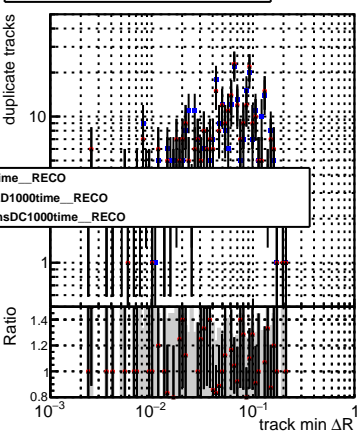 duplicate tracks
10
ime__RECO
D1000time__RECO
nsDC1000time__RECO
1
Ratio
1.4
1.2
1
0.8
10⁻³ 10⁻² 10⁻¹ 1
track min ΔR